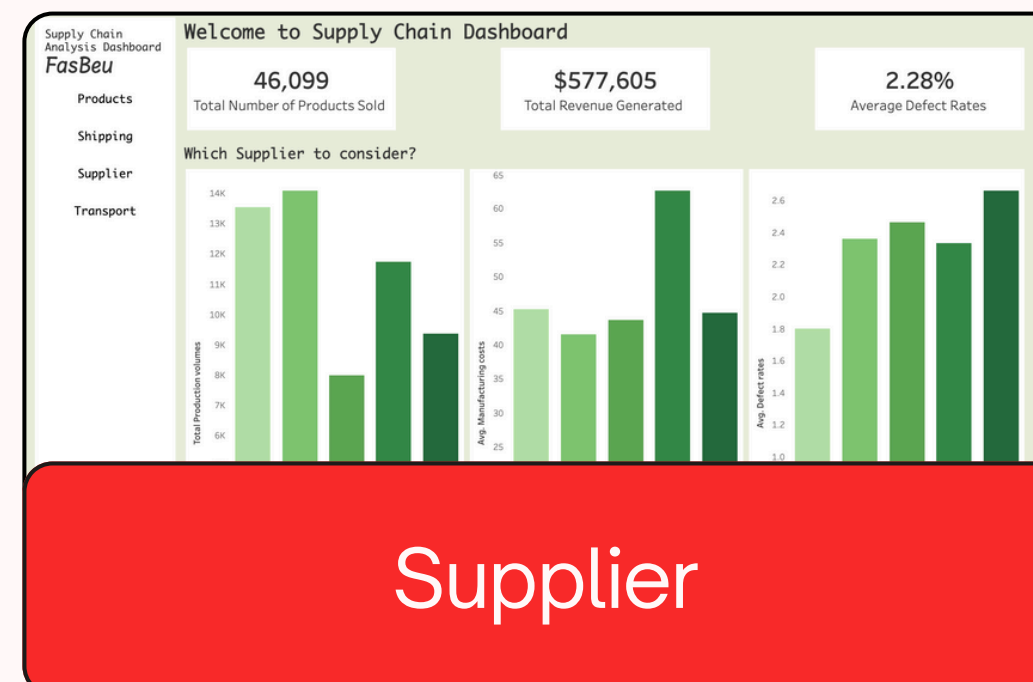 Supply Chain
Analysis Dashboard
FasBeu
Products
Shipping
Supplier
Transport
Welcome to Supply Chain Dashboard
46,099
Total Number of Products Sold
$577,605
Total Revenue Generated
2.28%
Average Defect Rates
Which Supplier to consider?
Total Production volumes
14K
13K
12K
11K
10K
9K
8K
7K
6K
Avg. Manufacturing costs
65
60
55
50
45
40
35
30
25
Avg. Defect rates
2.6
2.4
2.2
2.0
1.8
1.6
1.4
1.2
1.0
Supplier